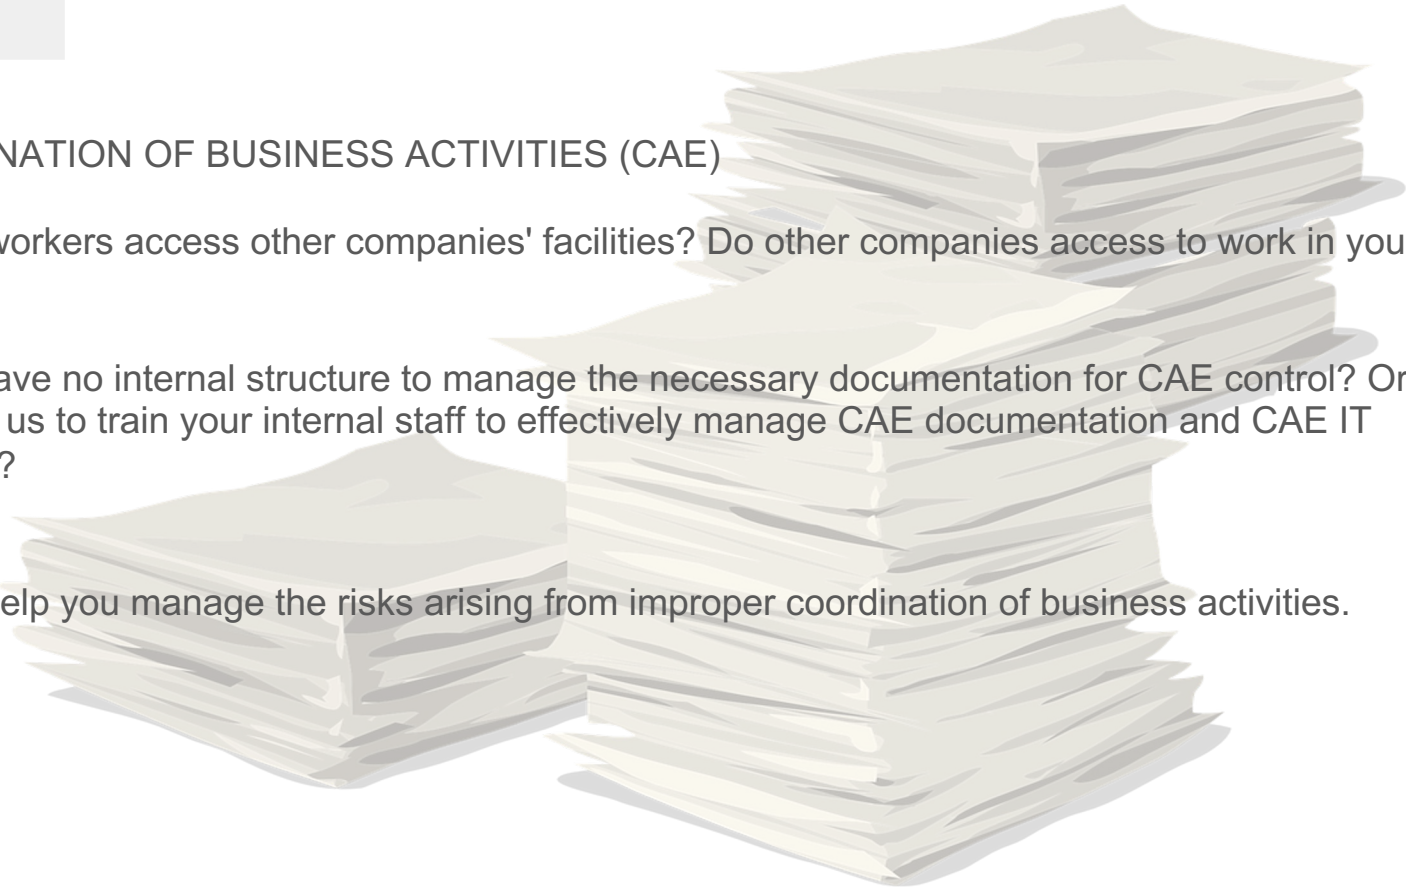 NATION OF BUSINESS ACTIVITIES (CAE)
workers access other companies' facilities? Do other companies access to work in you
ave no internal structure to manage the necessary documentation for CAE control? Or
us to train your internal staff to effectively manage CAE documentation and CAE IT
?
elp you manage the risks arising from improper coordination of business activities.